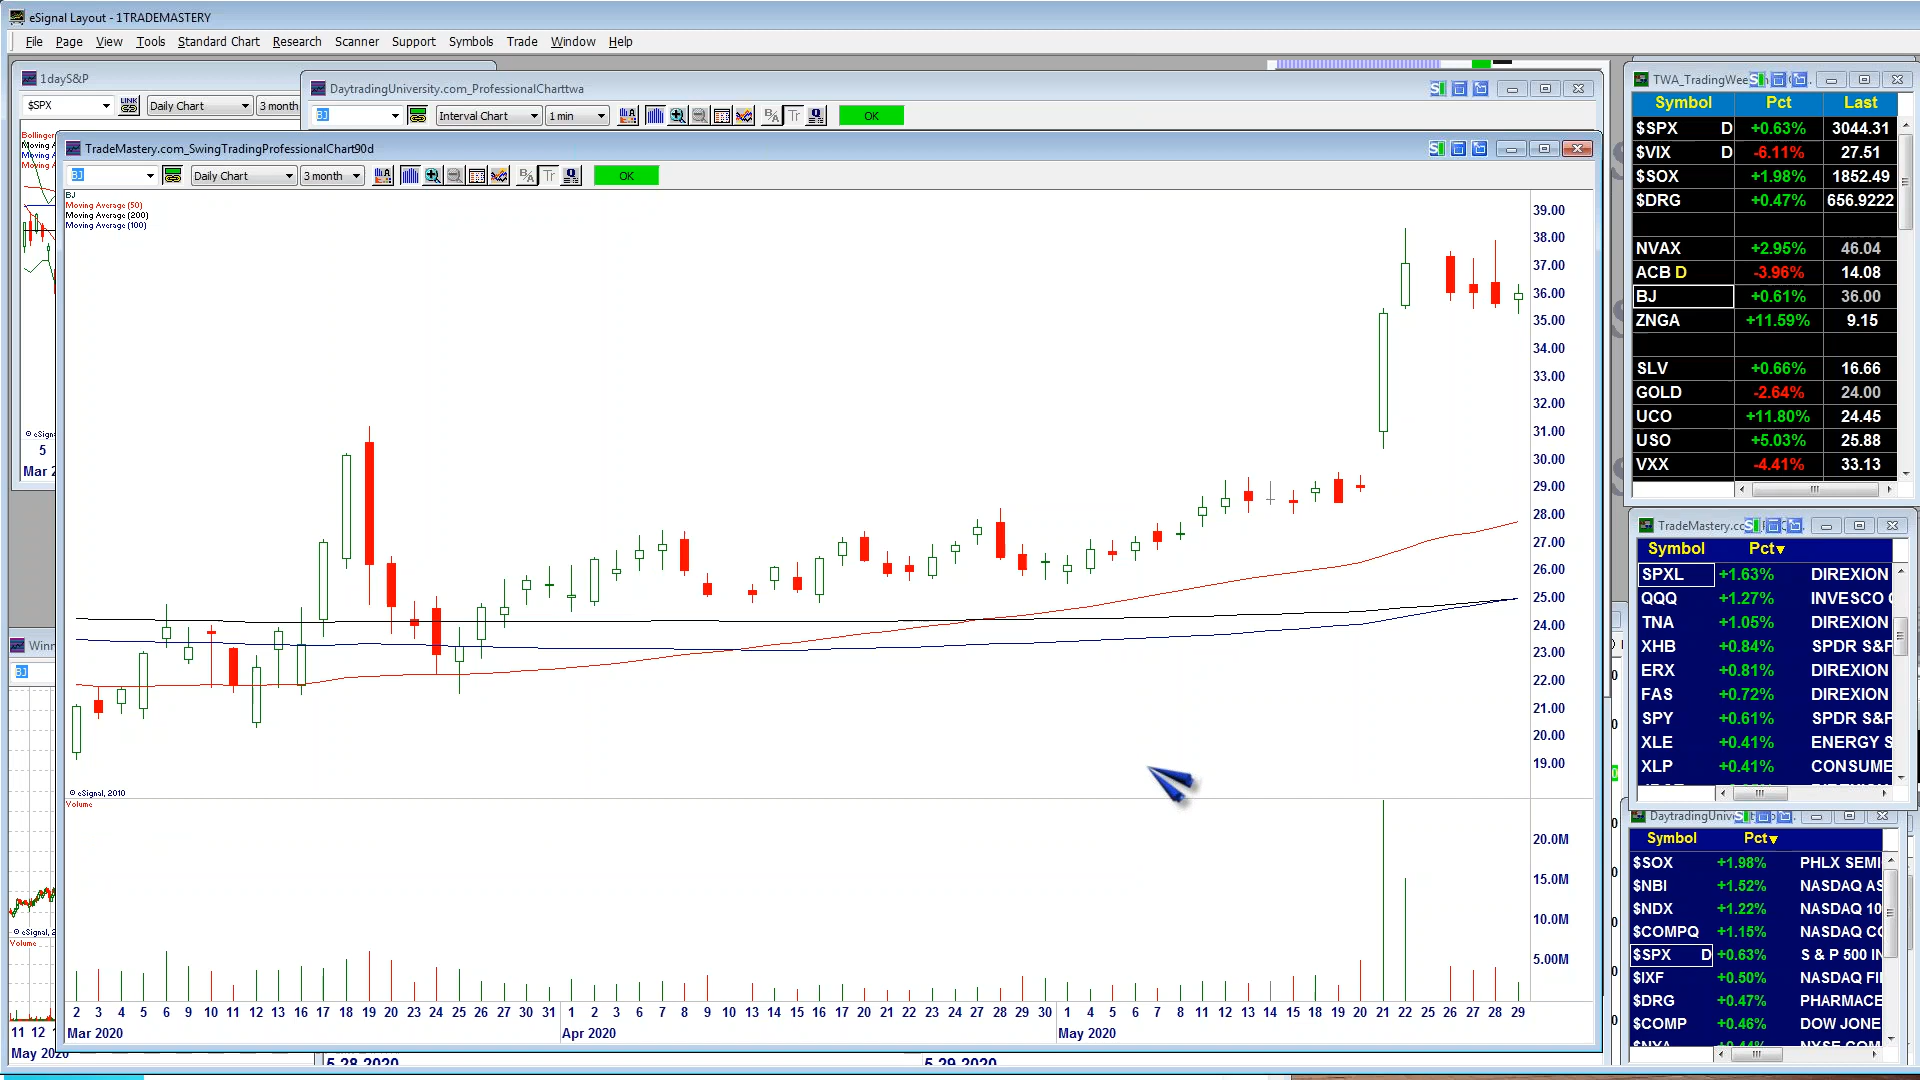 eSignal Layout - 1TRADEMASTERY
File Page View Tools Standard Chart Research Scanner Support Symbols Trade Window Help
1dayS&P
$SPX LINK Daily Chart 3 month
DaytradingUniversity.com_ProfessionalCharttwa
BJ Interval Chart 1 min OK
TradeMastery.com_SwingTradingProfessionalChart90d
BJ Daily Chart 3 month OK
BJ
Moving Average (50)
Moving Average (200)
Moving Average (100)
39.00
38.00
37.00
36.00
35.00
34.00
33.00
32.00
31.00
30.00
29.00
28.00
27.00
26.00
25.00
24.00
23.00
22.00
21.00
20.00
19.00
© eSignal, 2010
Volume
20.0M
15.0M
10.0M
5.00M
2 3 4 5 6 9 10 11 12 13 16 17 18 19 20 23 24 25 26 27 30 31 1 2 3 6 7 8 9 10 13 14 15 16 17 20 21 22 23 24 27 28 29 30 1 4 5 6 7 8 11 12 13 14 15 18 19 20 21 22 25 26 27 28 29
Mar 2020 Apr 2020 May 2020
5
Winn
BJ
Volume
11 12
May 2020
5.28.2020 5.29.2020
Symbol Pct Last
$SPX D +0.63% 3044.31
$VIX D -6.11% 27.51
$SOX +1.98% 1852.49
$DRG +0.47% 656.9222
NVAX +2.95% 46.04
ACB D -3.96% 14.08
BJ +0.61% 36.00
ZNGA +11.59% 9.15
SLV +0.66% 16.66
GOLD -2.64% 24.00
UCO +11.80% 24.45
USO +5.03% 25.88
VXX -4.41% 33.13
Symbol Pct
SPXL +1.63% DIREXION
QQQ +1.27% INVESCO
TNA +1.05% DIREXION
XHB +0.84% SPDR S&P
ERX +0.81% DIREXION
FAS +0.72% DIREXION
SPY +0.61% SPDR S&P
XLE +0.41% ENERGY S
XLP +0.41% CONSUME
Symbol Pct
$SOX +1.98% PHLX SEMI
$NBI +1.52% NASDAQ AS
$NDX +1.22% NASDAQ 10
$COMPQ +1.15% NASDAQ CO
$SPX D +0.63% S & P 500 IN
$IXF +0.50% NASDAQ FI
$DRG +0.47% PHARMACE
$COMP +0.46% DOW JONE